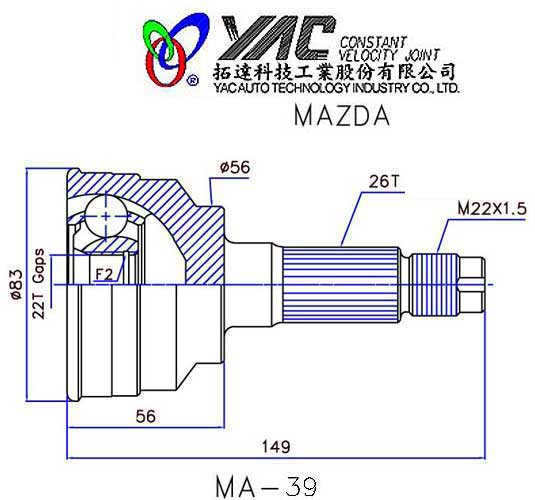 YAC CONSTANT
VELOCITY JOINT
®
拓達科技工業股份有限公司
YAC AUTO TECHNOLOGY INDUSTRY CO., LTD.
MAZDA
ø56
26T
M22X1.5
ø83
22T Gaps
F2
56
149
MA-39